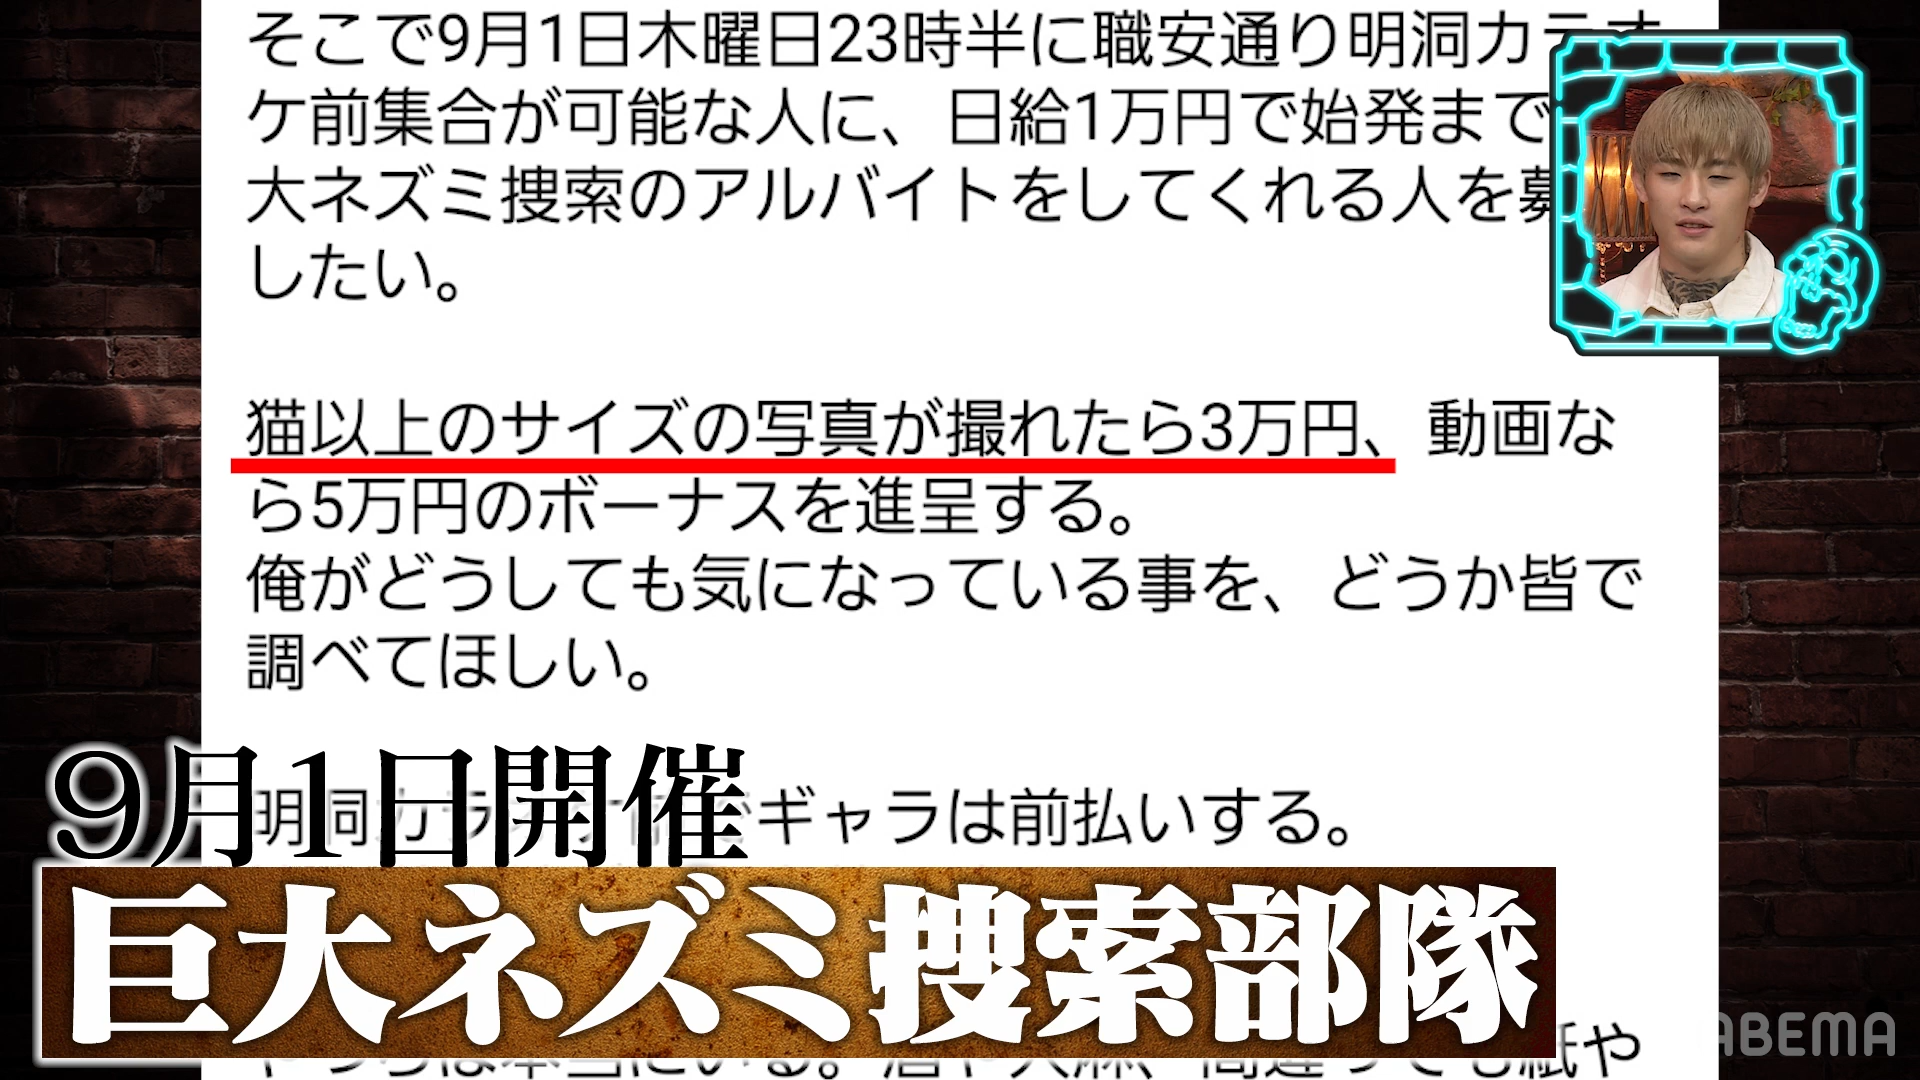 そこで9月1日木曜日23時半に職安通り明洞カラオ
ケ前集合が可能な人に、日給1万円で始発まで
大ネズミ捜索のアルバイトをしてくれる人を募
したい。
猫以上のサイズの写真が撮れたら3万円、動画な
ら5万円のボーナスを進呈する。
俺がどうしても気になっている事を、どうか皆で
調べてほしい。
明洞カラ
ギャラは前払いする。
9月1日開催
巨大ネズミ捜索部隊
ABEMA